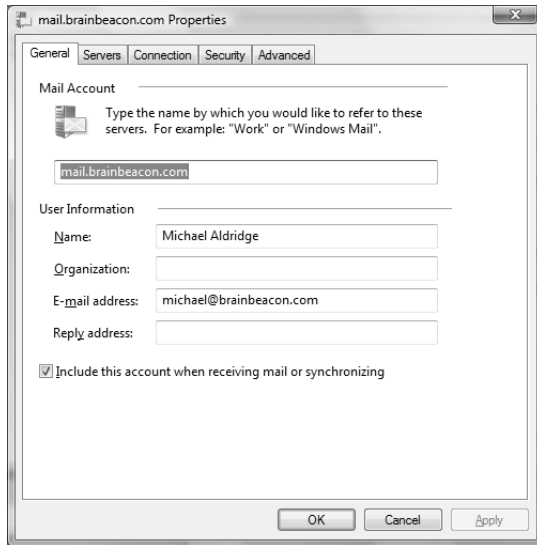 mail.brainbeacon.com Properties
General Servers Connection Security Advanced
Mail Account
Type the name by which you would like to refer to these
servers. For example: "Work" or "Windows Mail".
mail.brainbeacon.com
User Information
Name: Michael Aldridge
Organization:
E-mail address: michael@brainbeacon.com
Reply address:
Include this account when receiving mail or synchronizing
OK Cancel Apply